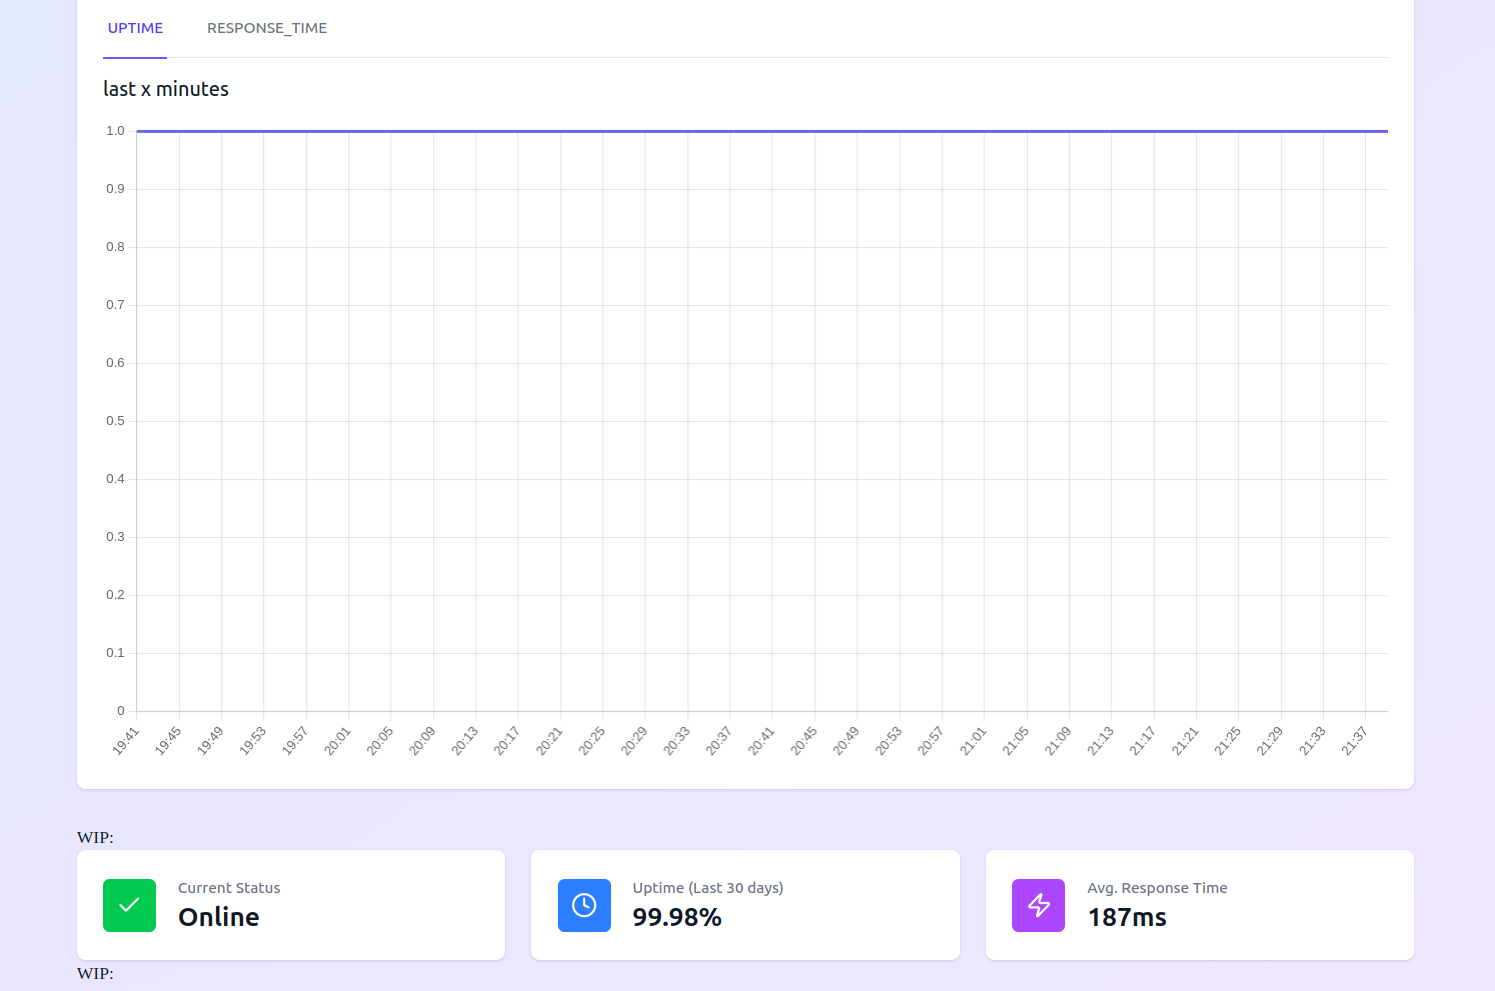 UPTIME RESPONSE_TIME
last x minutes
1.0
0.9
0.8
0.7
0.6
0.5
0.4
0.3
0.2
0.1
0
19:41 19:45 19:49 19:53 19:57 20:01 20:05 20:09 20:13 20:17 20:21 20:25 20:29 20:33 20:37 20:41 20:45 20:49 20:53 20:57 21:01 21:05 21:09 21:13 21:17 21:21 21:25 21:29 21:33 21:37
WIP:
Current Status
Online
Uptime (Last 30 days)
99.98%
Avg. Response Time
187ms
WIP: